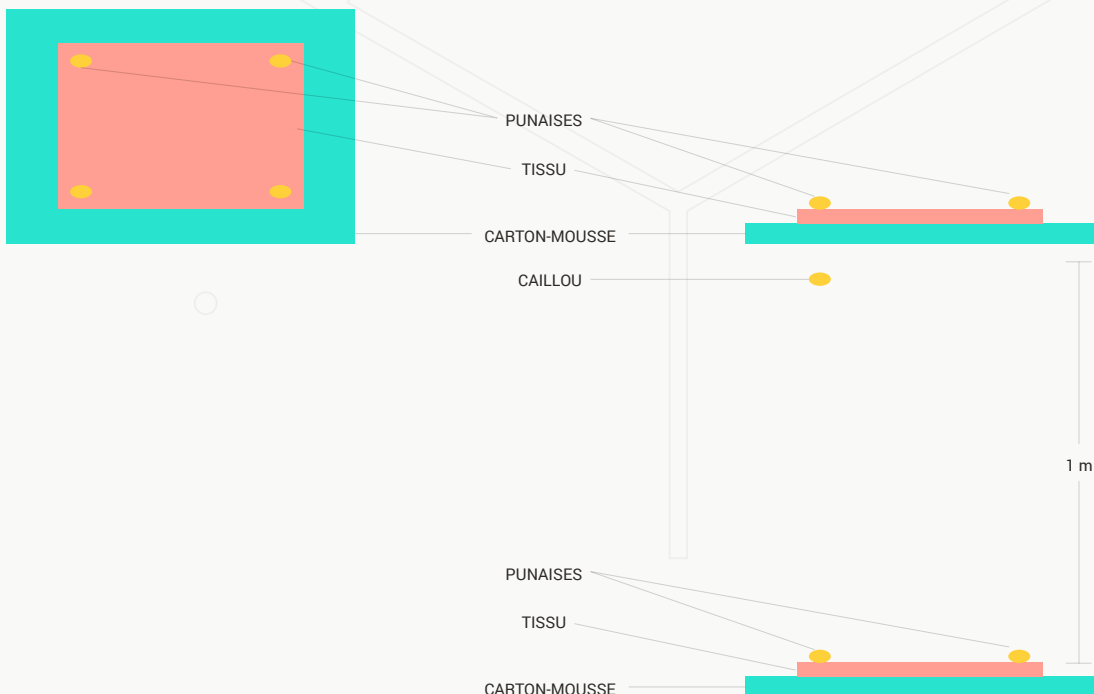 PUNAISES
TISSU
CARTON-MOUSSE
CAILLOU
1 m
PUNAISES
TISSU
CARTON-MOUSSE